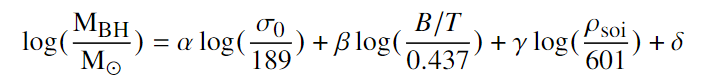 log(M_BH/M_⊙) = α log(σ_0/189) + β log(B/T/0.437) + γ log(ρ_soi/601) + δ